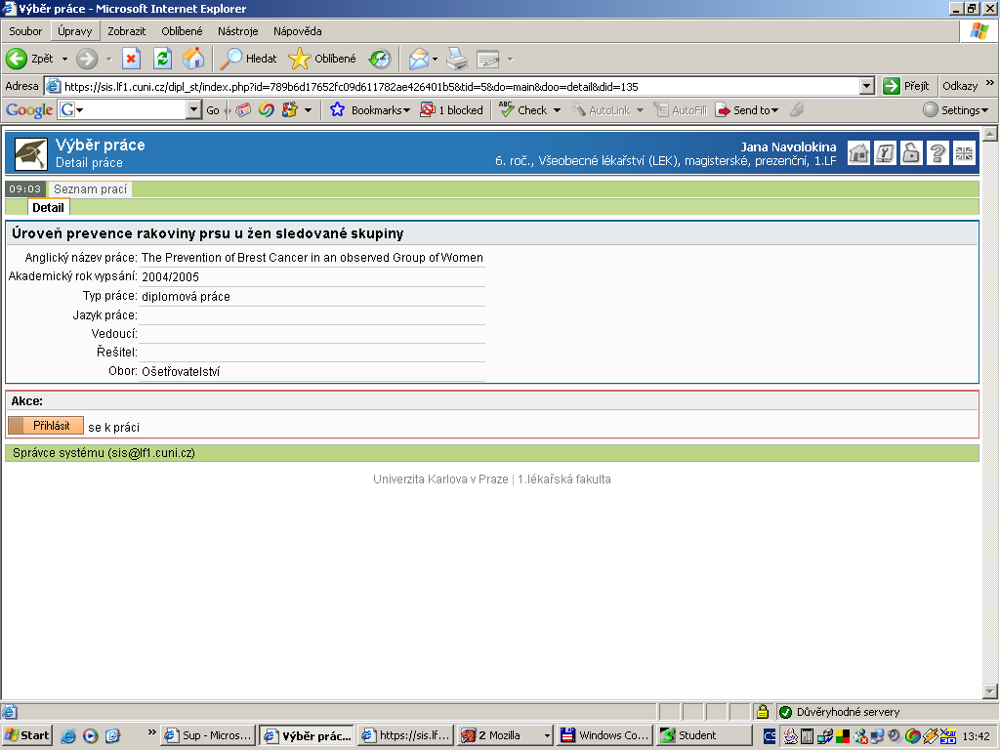 Výběr práce - Microsoft Internet Explorer
Soubor Úpravy Zobrazit Oblíbené Nástroje Nápověda
Zpět Hledat Oblíbené
Adresa https://sis.lf1.cuni.cz/dipl_st/index.php?id=789b6d17652fc09d611782ae426401b5&tid=5&do=main&doo=detail&did=135 Přejít Odkazy »
Google G Go Bookmarks 1 blocked ABC Check AutoLink AutoFill Send to Settings
Výběr práce
Detail práce
Jana Navolokina
6. roč., Všeobecné lékařství (LEK), magisterské, prezenční, 1.LF
09:03 Seznam prací
Detail
Úroveň prevence rakoviny prsu u žen sledované skupiny
Anglický název práce: The Prevention of Brest Cancer in an observed Group of Women
Akademický rok vypsání: 2004/2005
Typ práce: diplomová práce
Jazyk práce:
Vedoucí:
Řešitel:
Obor: Ošetřovatelství
Akce:
Přihlásit se k práci
Správce systému (sis@lf1.cuni.cz)
Univerzita Karlova v Praze | 1.lékařská fakulta
Důvěryhodné servery
Start » Sup - Micros... Výběr prác... https://sis.lf... 2 Mozilla Windows Co... Student CS 13:42